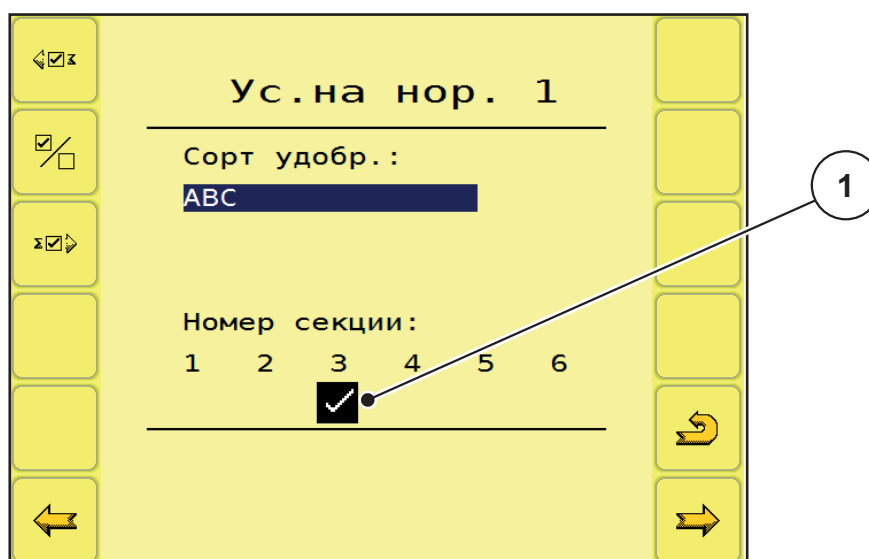 Ус.на нор. 1
Сорт удобр.:
ABC
Номер секции:
1 2 3 4 5 6
1